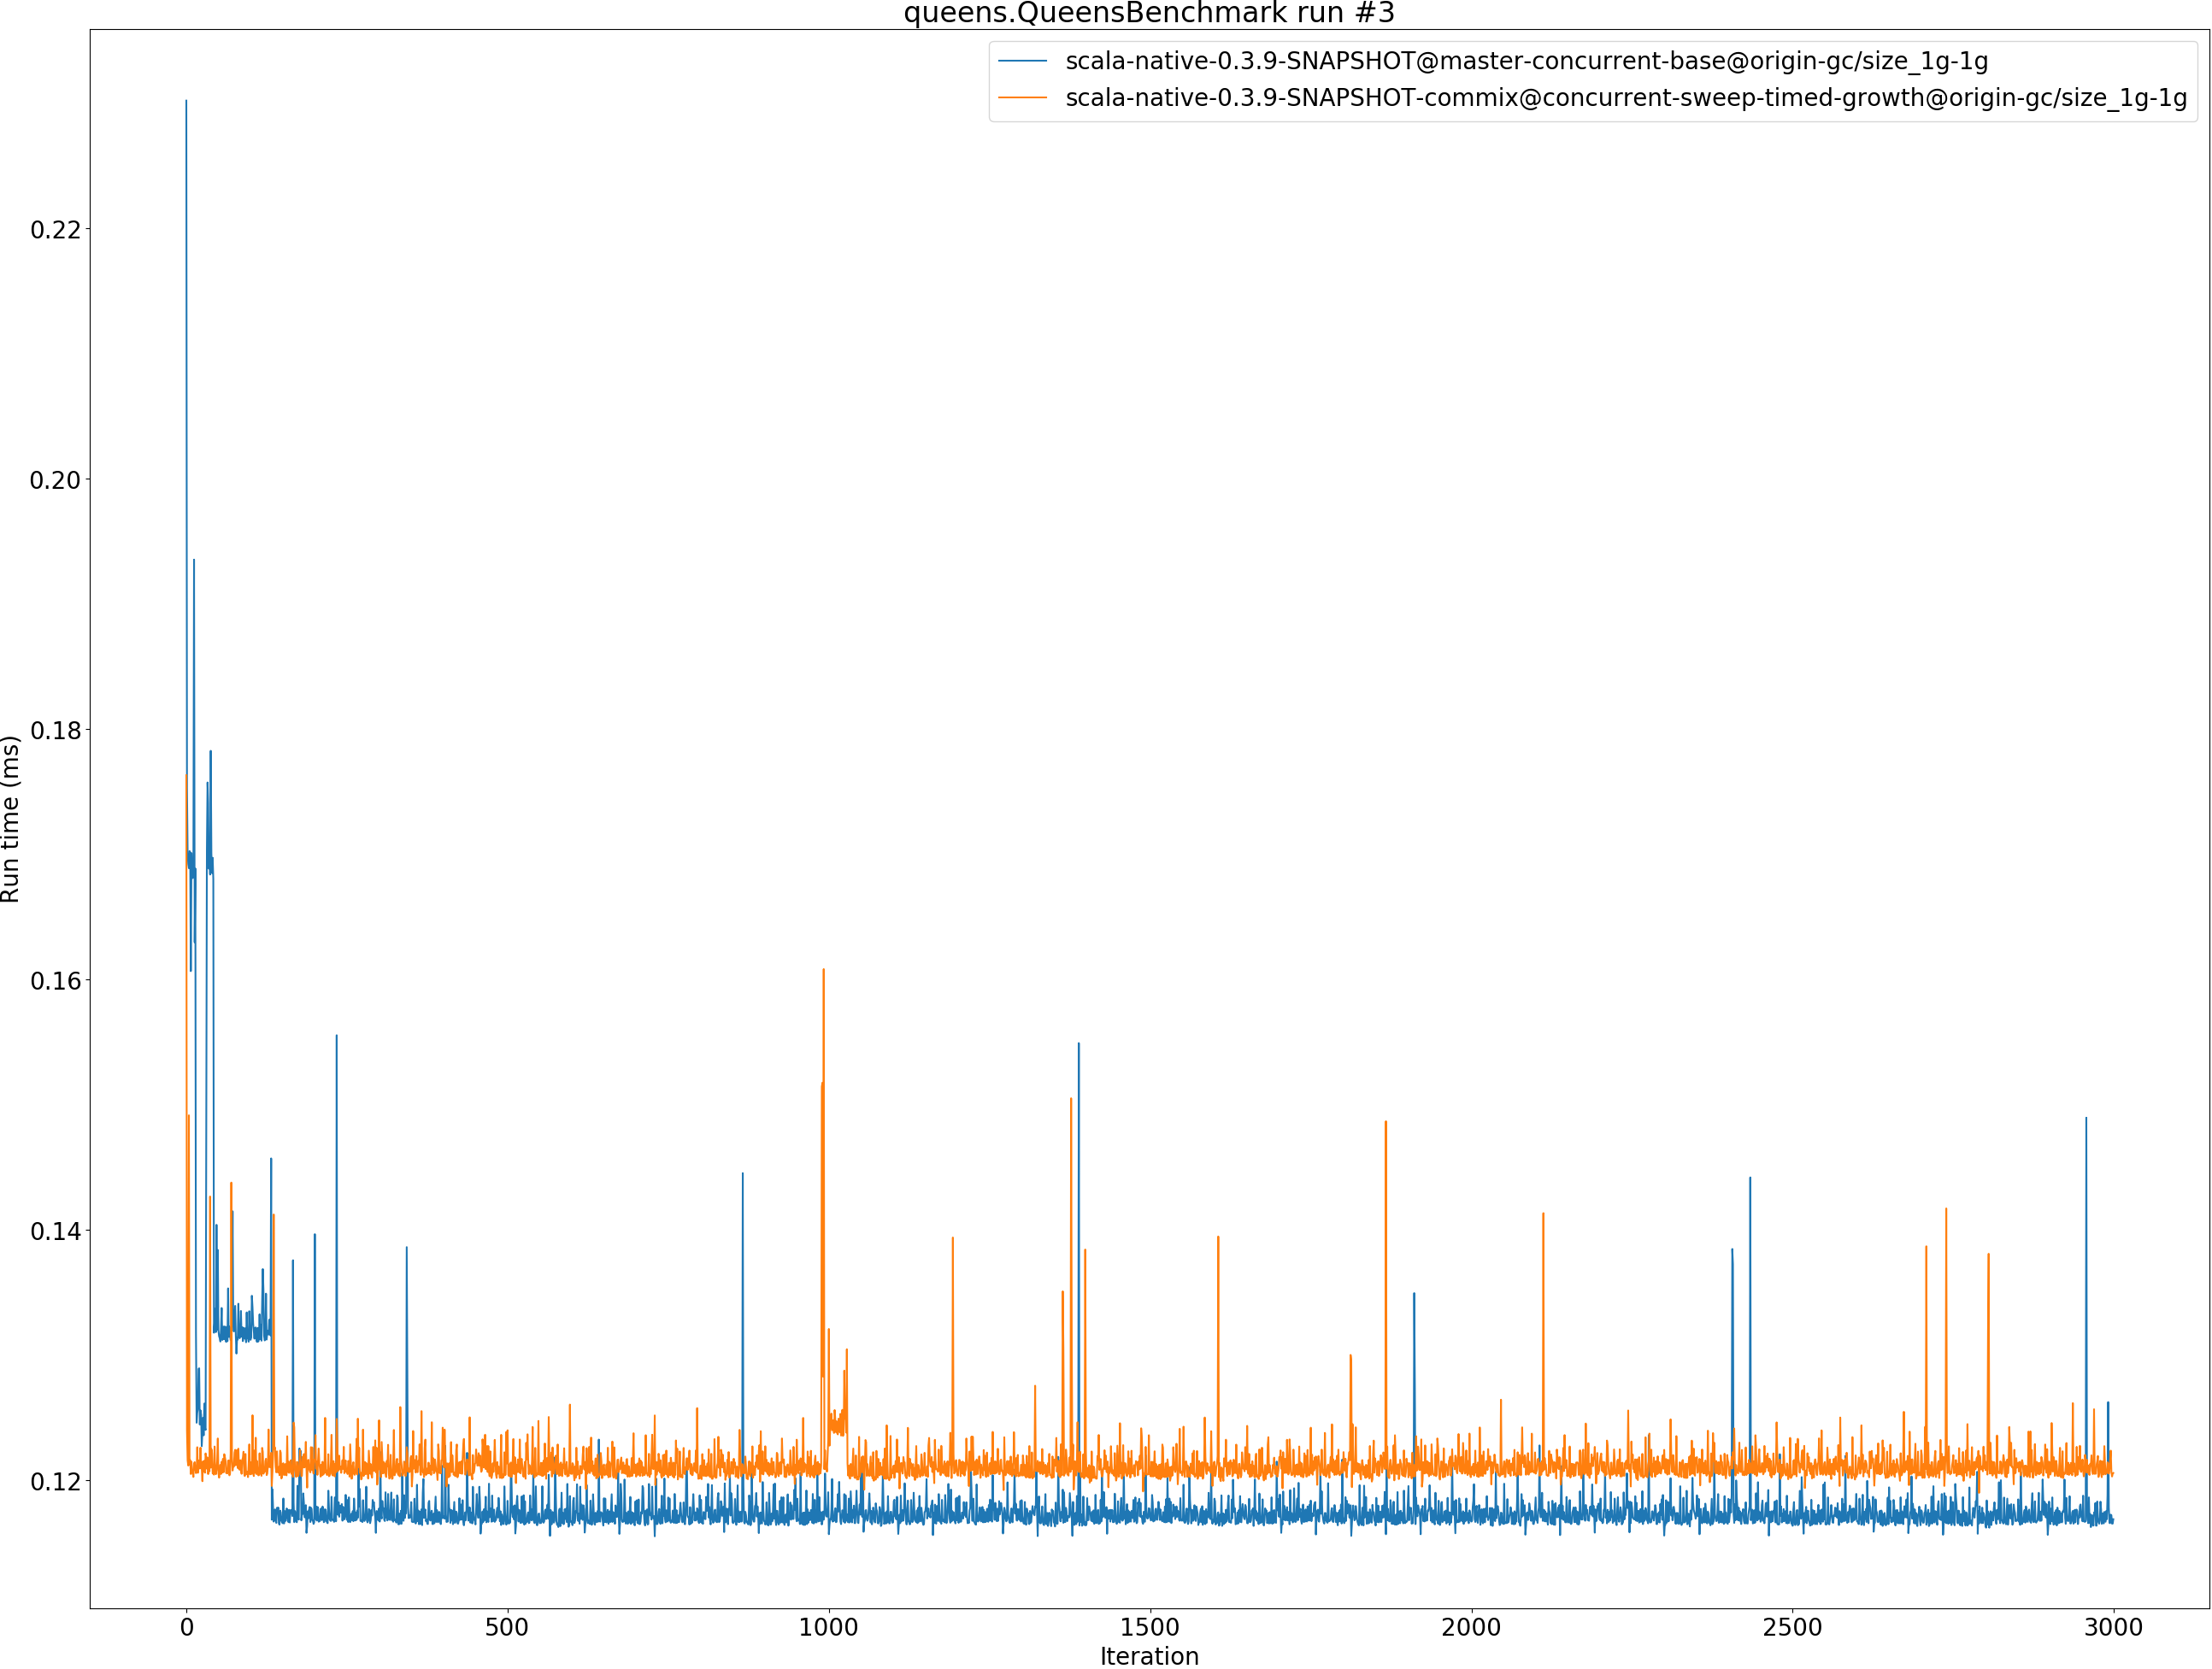 queens.QueensBenchmark run #3
scala-native-0.3.9-SNAPSHOT@master-concurrent-base@origin-gc/size_1g-1g
scala-native-0.3.9-SNAPSHOT-commix@concurrent-sweep-timed-growth@origin-gc/size_1g-1g
Run time (ms)
0.22
0.20
0.18
0.16
0.14
0.12
0 500 1000 1500 2000 2500 3000
Iteration